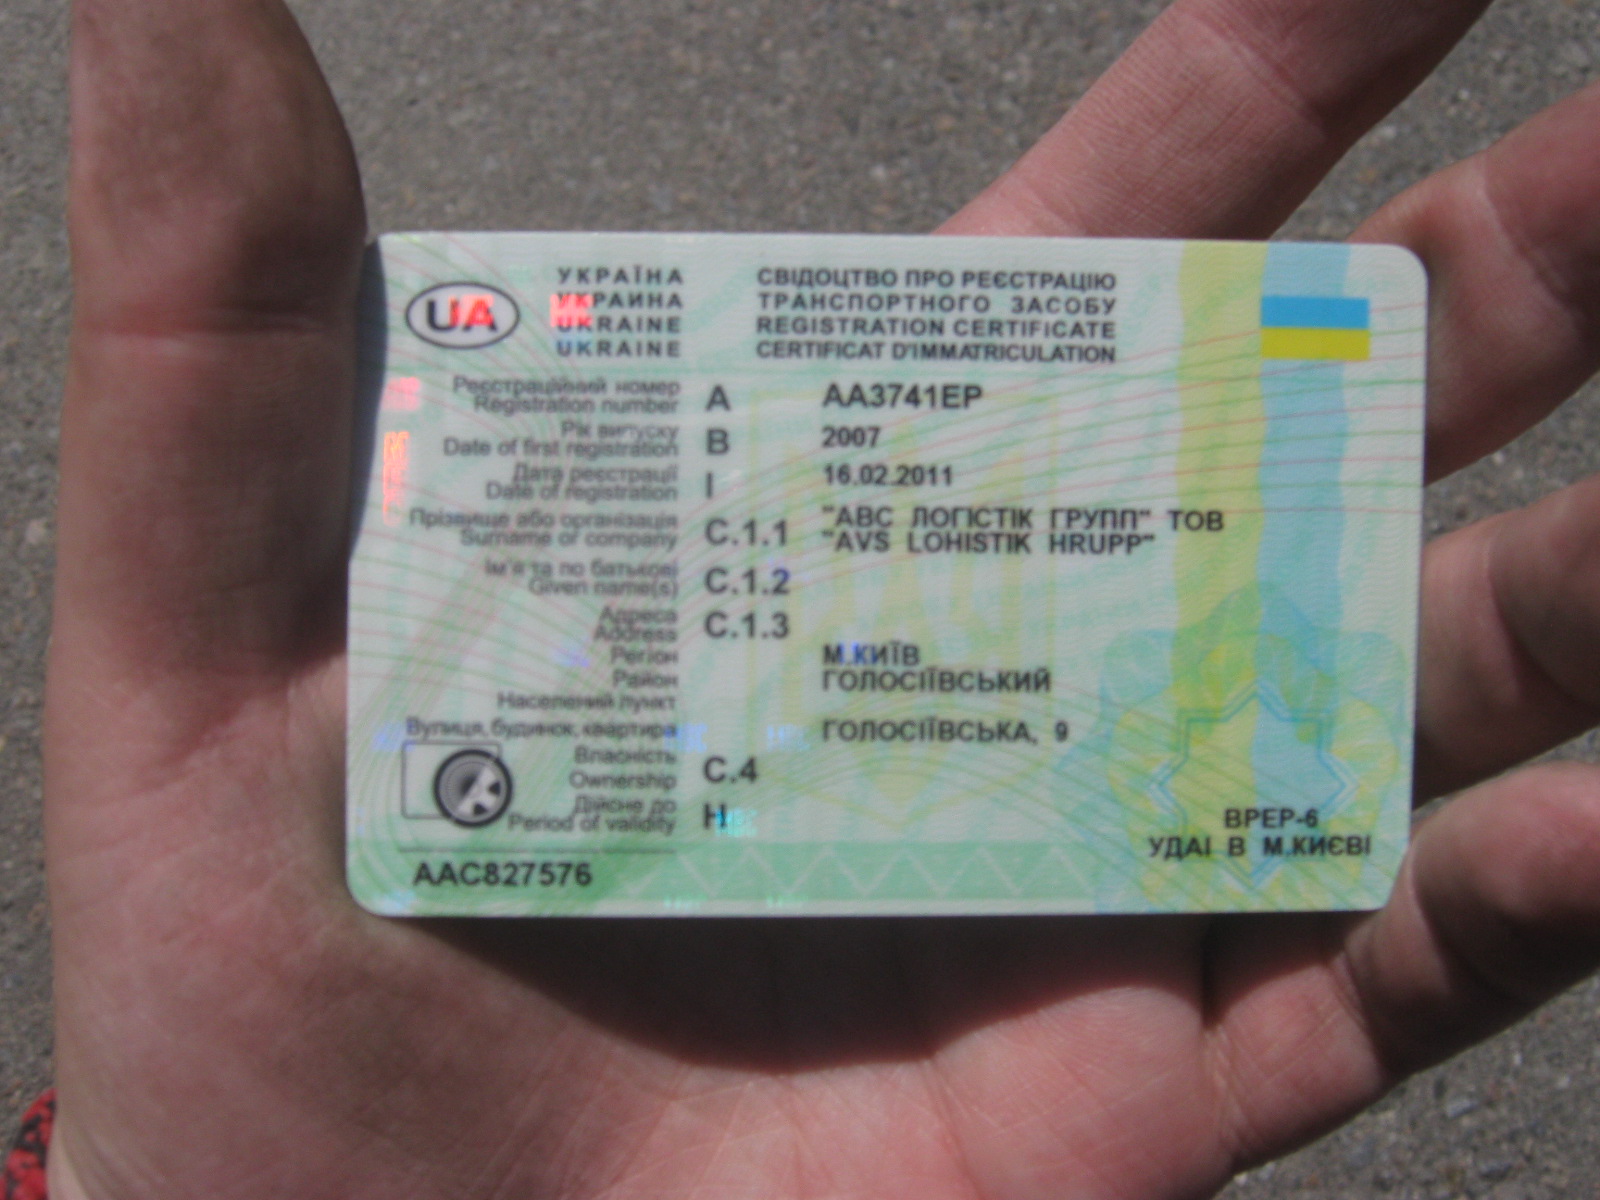 UA
УКРАЇНА
УКРАИНА
UKRAINE
UKRAINE
СВІДОЦТВО ПРО РЕЄСТРАЦІЮ
ТРАНСПОРТНОГО ЗАСОБУ
REGISTRATION CERTIFICATE
CERTIFICAT D'IMMATRICULATION
Реєстраційний номер
Registration number
A
AA3741EP
Рік випуску
Date of first registration
B
2007
Дата реєстрації
Date of registration
I
16.02.2011
Прізвище або організація
Surname or company
C.1.1
"АВС ЛОГІСТІК ГРУПП" ТОВ
"AVS LOHISTIK HRUPP"
Ім'я та по батькові
Given name(s)
C.1.2
Адреса
Address
C.1.3
Регіон
М.КИЇВ
Район
ГОЛОСІЇВСЬКИЙ
Населений пункт
Вулиця, будинок, квартира
ГОЛОСІЇВСЬКА, 9
Власність
Ownership
C.4
Дійсне до
Period of validity
H
ВРЕР-6
УДАІ В М.КИЄВІ
AAC827576